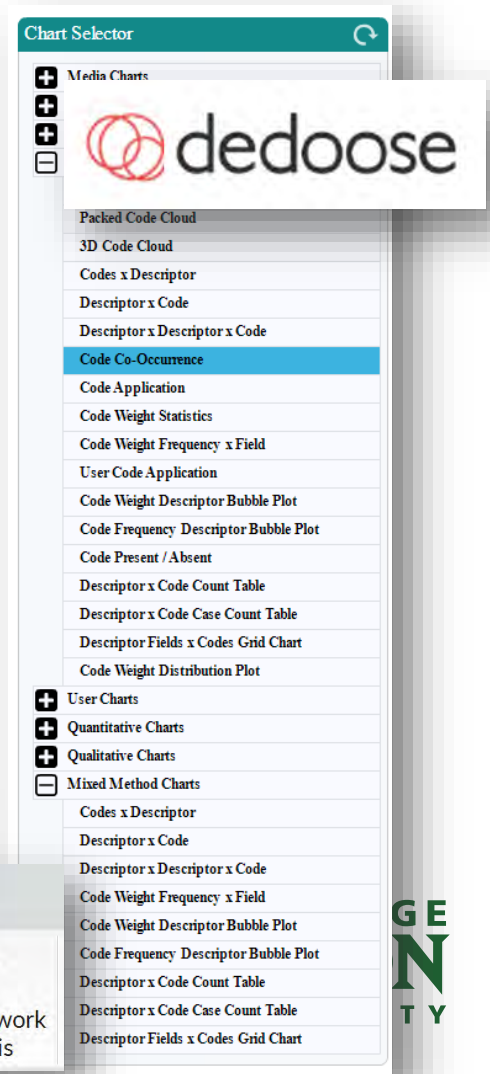 Chart Selector
Media Charts
dedoose
Packed Code Cloud
3D Code Cloud
Codes x Descriptor
Descriptor x Code
Descriptor x Descriptor x Code
Code Co-Occurrence
Code Application
Code Weight Statistics
Code Weight Frequency x Field
User Code Application
Code Weight Descriptor Bubble Plot
Code Frequency Descriptor Bubble Plot
Code Present / Absent
Descriptor x Code Count Table
Descriptor x Code Case Count Table
Descriptor Fields x Codes Grid Chart
Code Weight Distribution Plot
User Charts
Quantitative Charts
Qualitative Charts
Mixed Method Charts
Codes x Descriptor
Descriptor x Code
Descriptor x Descriptor x Code
Code Weight Frequency x Field
Code Weight Descriptor Bubble Plot
Code Frequency Descriptor Bubble Plot
Descriptor x Code Count Table
Descriptor x Code Case Count Table
Descriptor Fields x Codes Grid Chart
GE
N
TY
work
is